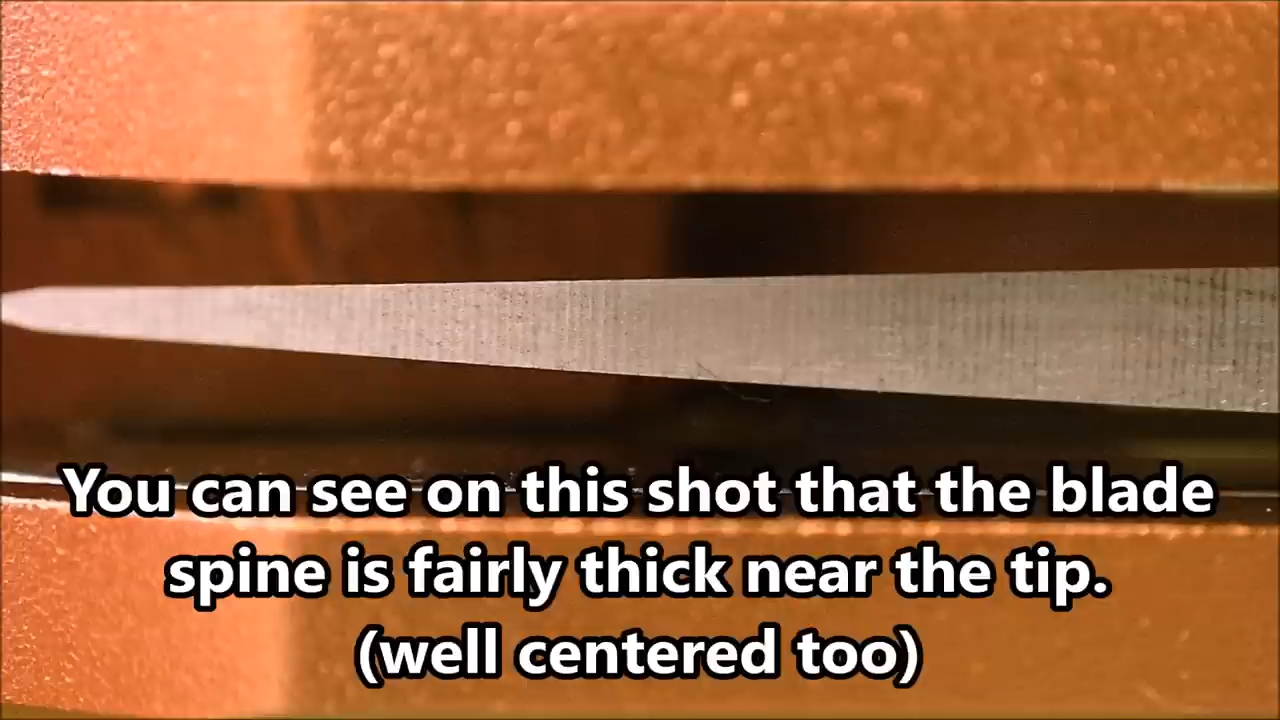 You can see on this shot that the blade
spine is fairly thick near the tip.
(well centered too)